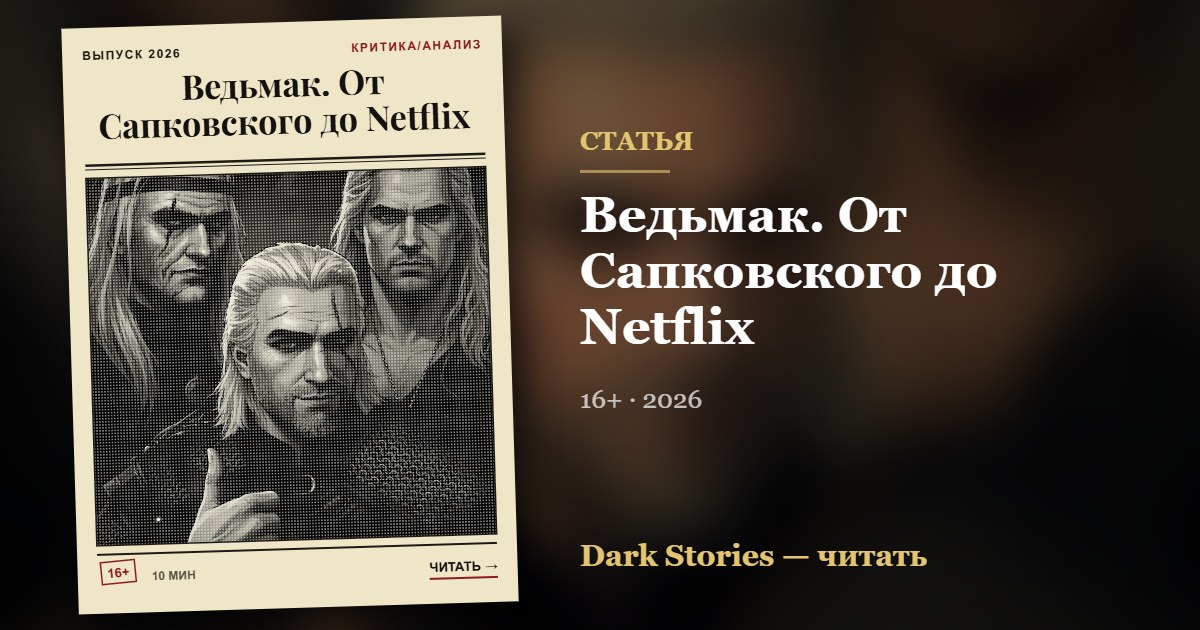 ВЫПУСК 2026
КРИТИКА/АНАЛИЗ
Ведьмак. От
Сапковского до Netflix
16+
10 МИН
ЧИТАТЬ →
СТАТЬЯ
Ведьмак. От
Сапковского до
Netflix
16+ · 2026
Dark Stories — читать